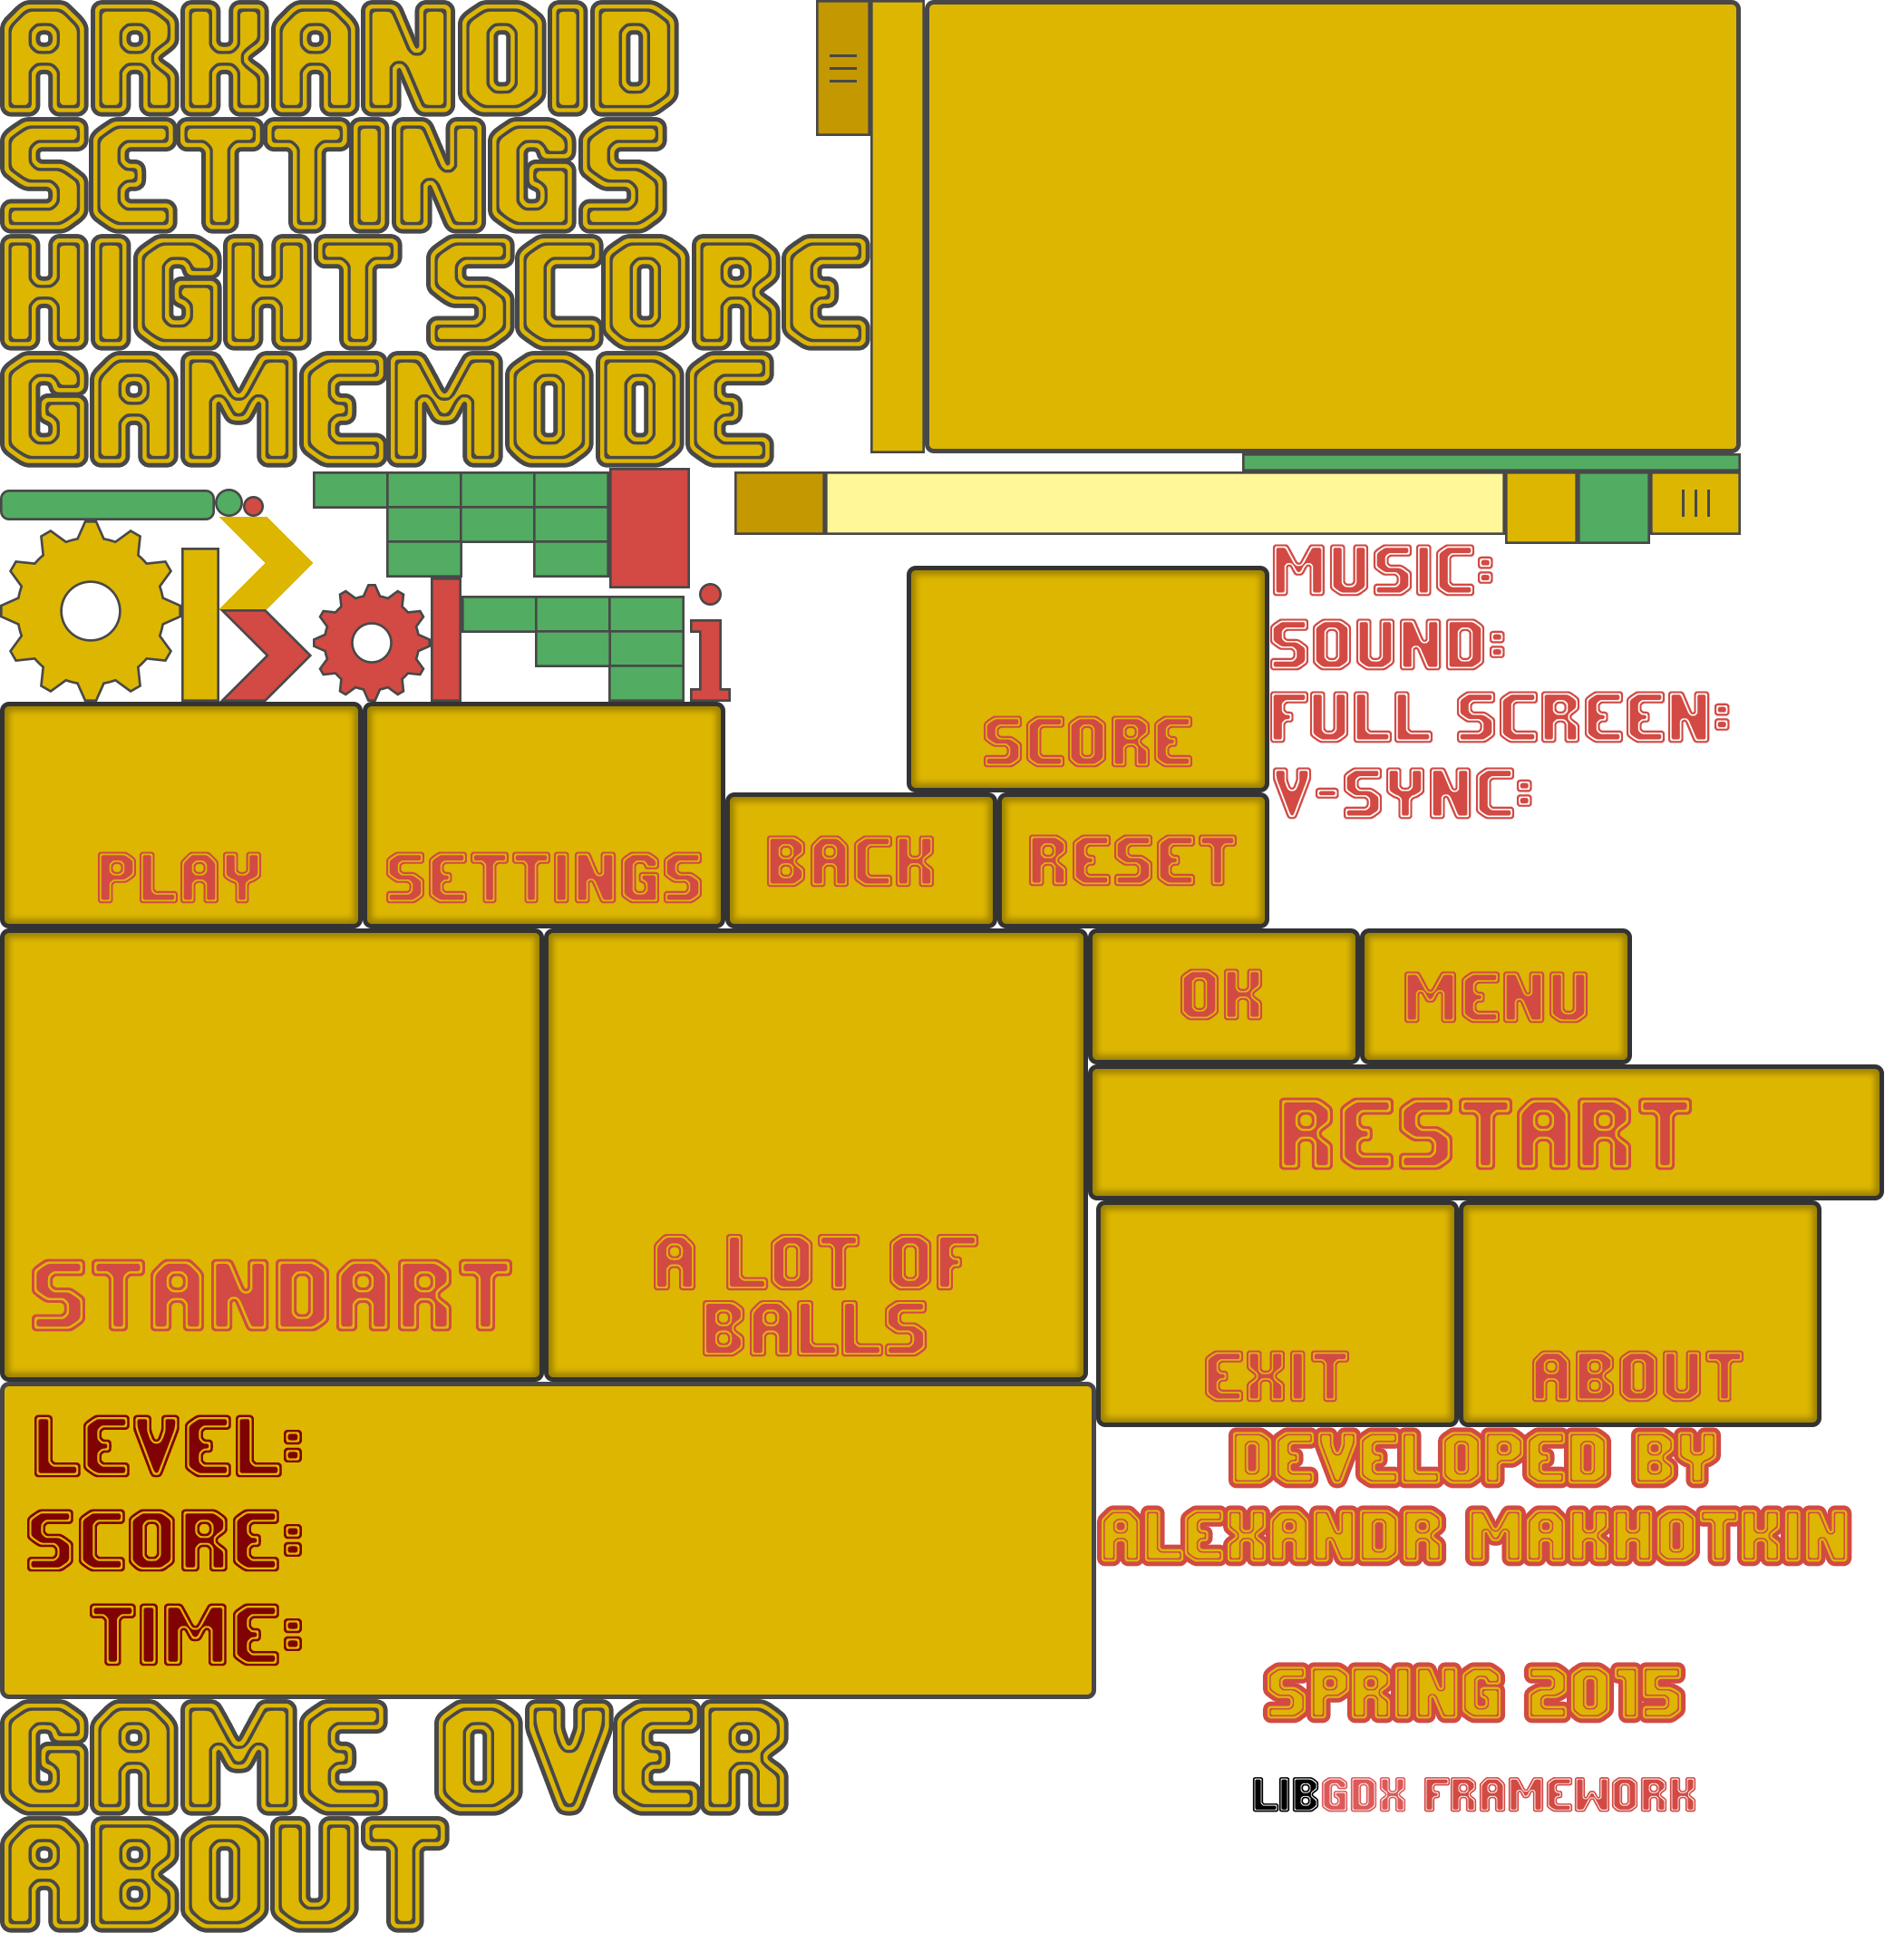 ARKANOID
SETTINGS
HIGHT SCORE
GAMEMODE
i
MUSIC:
SOUND:
FULL SCREEN:
V-SYNC:
SCORE
PLAY
SETTINGS
BACK
RESET
OK
MENU
RESTART
STANDART
A LOT OF
BALLS
EXIT
ABOUT
LEVEL:
SCORE:
TIME:
DEVELOPED BY
ALEXANDR MAKHOTKIN
SPRING 2015
LIBGDX FRAMEWORK
GAME OVER
ABOUT